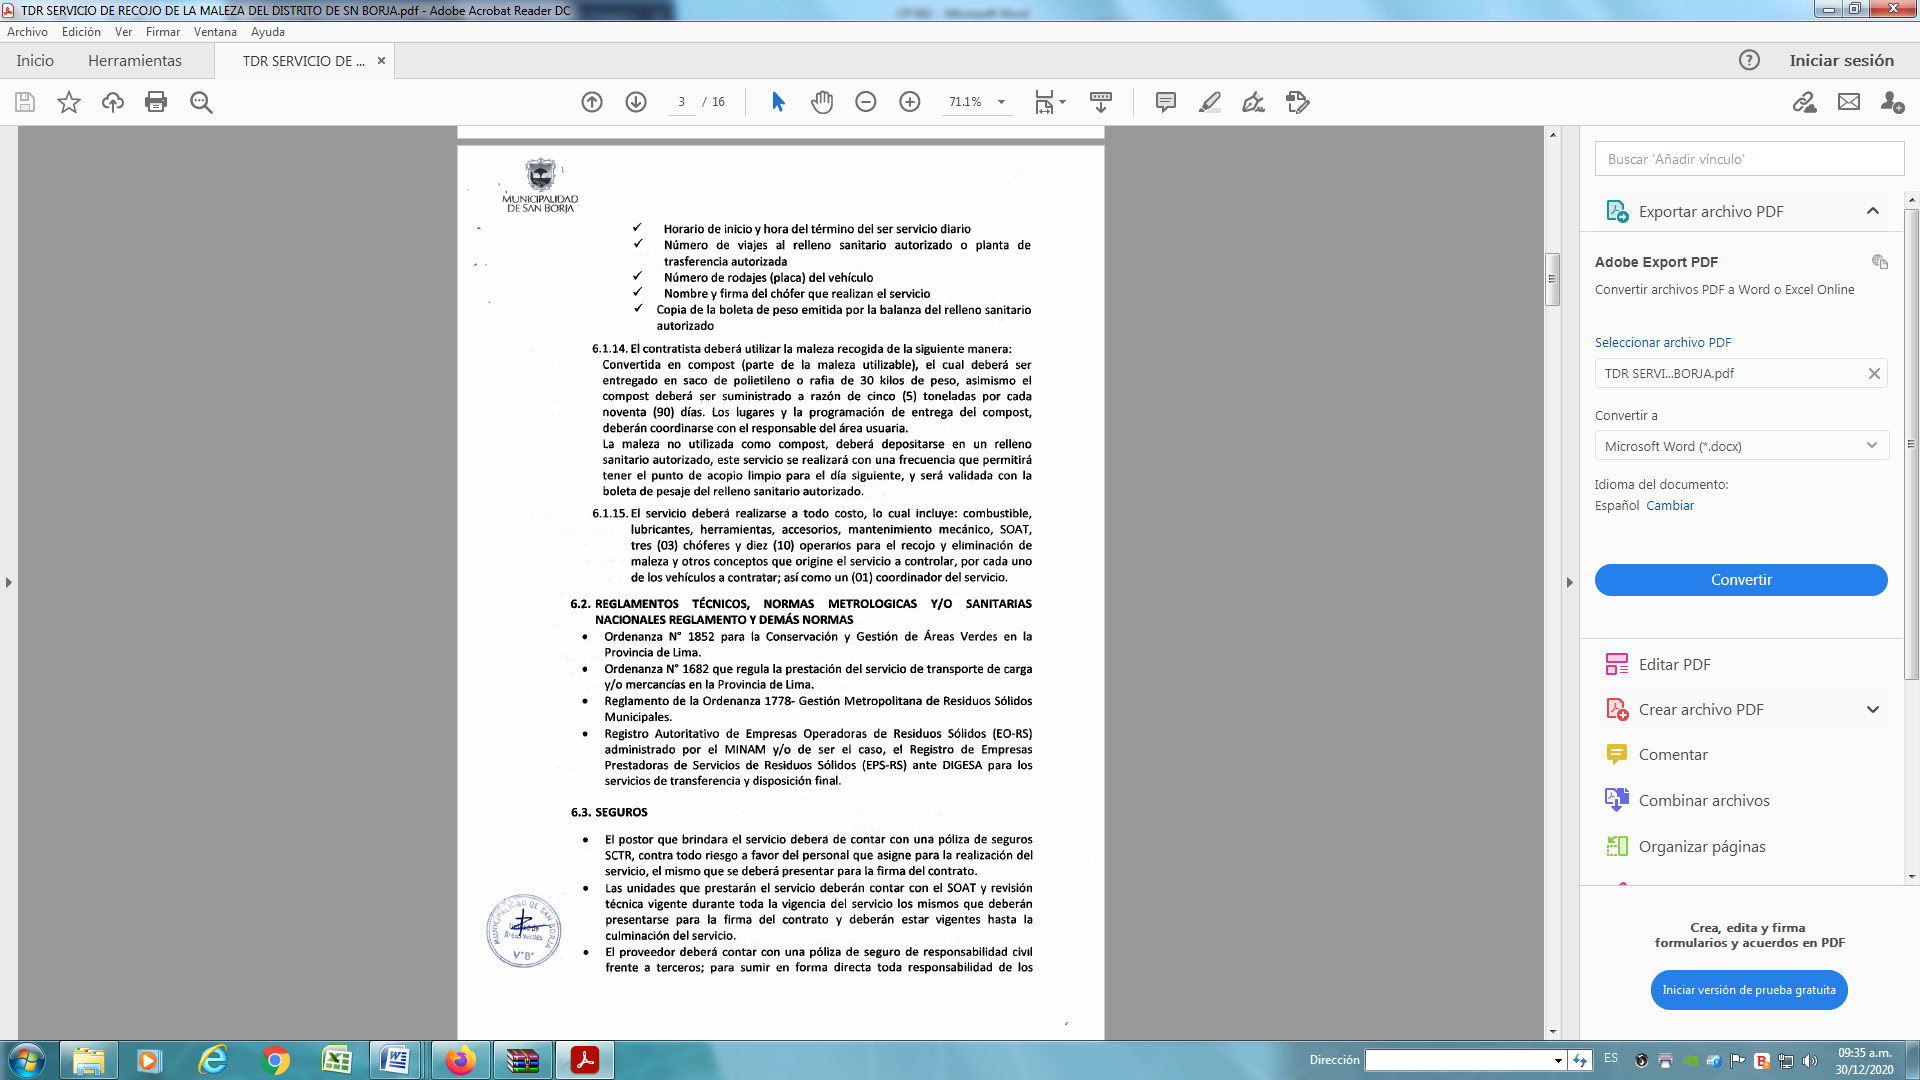 TDR SERVICIO DE RECOJO DE LA MALEZA DEL DISTRITO DE SN BORJA.pdf - Adobe Acrobat Reader DC
Archivo Edición Ver Firmar Ventana Ayuda
Inicio Herramientas TDR SERVICIO DE ... Iniciar sesión
3 / 16 71.1%
MUNICIPALIDAD
DE SAN BORJA
✓ Horario de inicio y hora del término del ser servicio diario
✓ Número de viajes al relleno sanitario autorizado o planta de
trasferencia autorizada
✓ Número de rodajes (placa) del vehículo
✓ Nombre y firma del chófer que realizan el servicio
✓ Copia de la boleta de peso emitida por la balanza del relleno sanitario
autorizado
6.1.14. El contratista deberá utilizar la maleza recogida de la siguiente manera:
Convertida en compost (parte de la maleza utilizable), el cual deberá ser
entregado en saco de polietileno o rafia de 30 kilos de peso, asimismo el
compost deberá ser suministrado a razón de cinco (5) toneladas por cada
noventa (90) días. Los lugares y la programación de entrega del compost,
deberán coordinarse con el responsable del área usuaria.
La maleza no utilizada como compost, deberá depositarse en un relleno
sanitario autorizado, este servicio se realizará con una frecuencia que permitirá
tener el punto de acopio limpio para el día siguiente, y será validada con la
boleta de pesaje del relleno sanitario autorizado.
6.1.15. El servicio deberá realizarse a todo costo, lo cual incluye: combustible,
lubricantes, herramientas, accesorios, mantenimiento mecánico, SOAT,
tres (03) chóferes y diez (10) operarios para el recojo y eliminación de
maleza y otros conceptos que origine el servicio a controlar, por cada uno
de los vehículos a contratar; así como un (01) coordinador del servicio.
6.2. REGLAMENTOS TÉCNICOS, NORMAS METROLOGICAS Y/O SANITARIAS
NACIONALES REGLAMENTO Y DEMÁS NORMAS
• Ordenanza N° 1852 para la Conservación y Gestión de Áreas Verdes en la
Provincia de Lima.
• Ordenanza N° 1682 que regula la prestación del servicio de transporte de carga
y/o mercancías en la Provincia de Lima.
• Reglamento de la Ordenanza 1778- Gestión Metropolitana de Residuos Sólidos
Municipales.
• Registro Autoritativo de Empresas Operadoras de Residuos Sólidos (EO-RS)
administrado por el MINAM y/o de ser el caso, el Registro de Empresas
Prestadoras de Servicios de Residuos Sólidos (EPS-RS) ante DIGESA para los
servicios de transferencia y disposición final.
6.3. SEGUROS
• El postor que brindara el servicio deberá de contar con una póliza de seguros
SCTR, contra todo riesgo a favor del personal que asigne para la realización del
servicio, el mismo que se deberá presentar para la firma del contrato.
• Las unidades que prestarán el servicio deberán contar con el SOAT y revisión
técnica vigente durante toda la vigencia del servicio los mismos que deberán
presentarse para la firma del contrato y deberán estar vigentes hasta la
culminación del servicio.
• El proveedor deberá contar con una póliza de seguro de responsabilidad civil
frente a terceros; para sumir en forma directa toda responsabilidad de los
MUNICIPALIDAD DE SAN BORJA
Áreas Verdes
V°B°
Buscar 'Añadir vínculo'
Exportar archivo PDF
Adobe Export PDF
Convertir archivos PDF a Word o Excel Online
Seleccionar archivo PDF
TDR SERVI...BORJA.pdf
Convertir a
Microsoft Word (*.docx)
Idioma del documento:
Español Cambiar
Convertir
Editar PDF
Crear archivo PDF
Comentar
Combinar archivos
Organizar páginas
Crea, edita y firma
formularios y acuerdos en PDF
Iniciar versión de prueba gratuita
Dirección ES
09:35 a.m.
30/12/2020